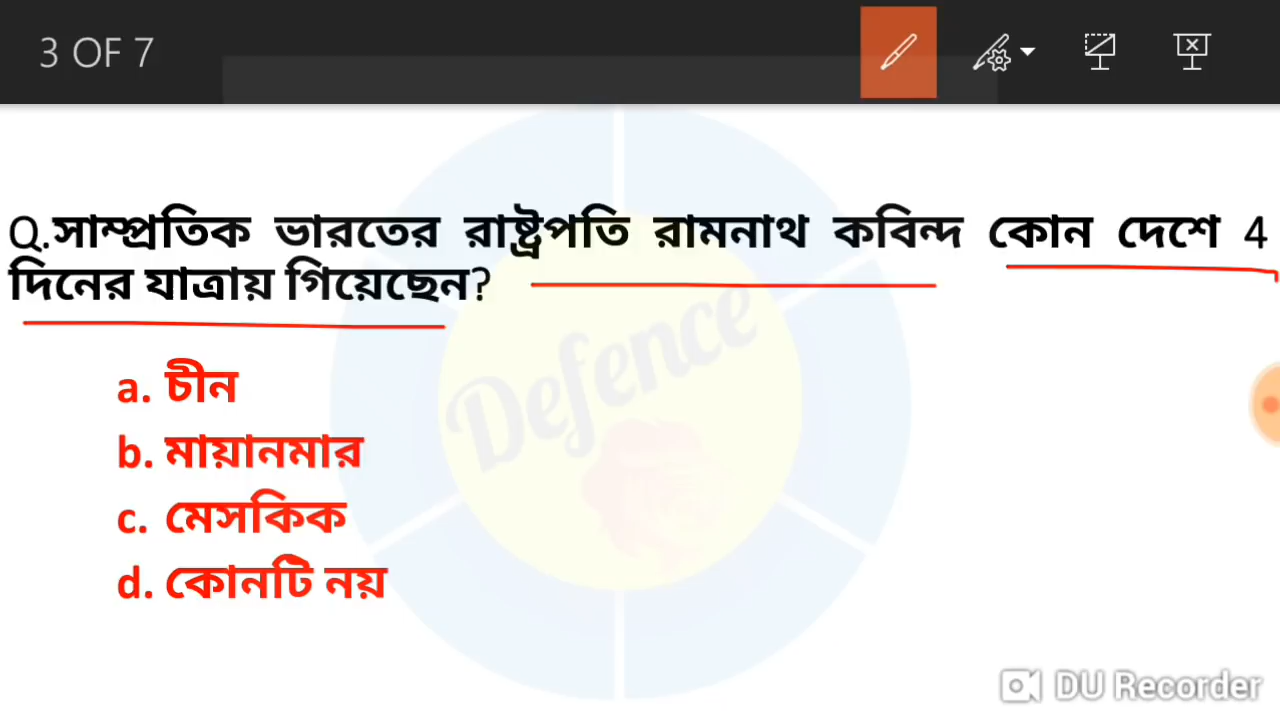 3 OF 7
Q.সাম্প্রতিক ভারতের রাষ্ট্রপতি রামনাথ কবিন্দ কোন দেশে 4
দিনের যাত্রায় গিয়েছেন?
a. চীন
b. মায়ানমার
c. মেসকিক
d. কোনটি নয়
Defence
DU Recorder